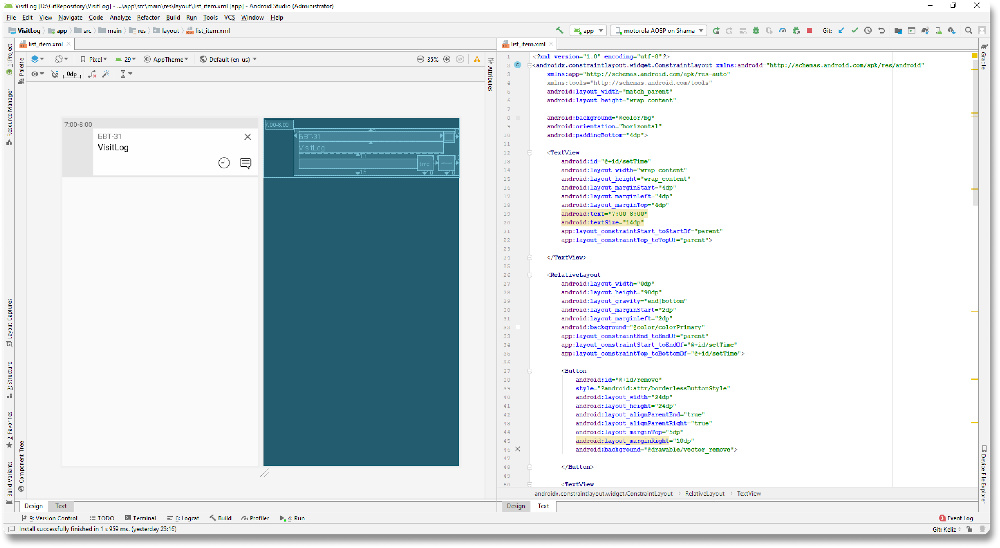 VisitLog [D:\GitRepository\VisitLog] - ...\app\src\main\res\layout\list_item.xml [app] - Android Studio (Administrator)
File Edit View Navigate Code Analyze Refactor Build Run Tools VCS Window Help
VisitLog app src main res layout list_item.xml
app motorola AOSP on Shama Git:
list_item.xml
list_item.xml
1: Project
Resource Manager
Layout Captures
7: Structure
2: Favorites
Build Variants
Palette
Component Tree
Pixel 29 AppTheme Default (en-us) 35%
0dp
Attributes
7:00-8:00
БВТ-31
VisitLog
7:00-8:00
БВТ-31
VisitLog
13
time
15
10
10
1 <?xml version="1.0" encoding="utf-8"?>
2 C <androidx.constraintlayout.widget.ConstraintLayout xmlns:android="http://schemas.android.com/apk/res/android"
3 xmlns:app="http://schemas.android.com/apk/res-auto"
4 xmlns:tools="http://schemas.android.com/tools"
5 android:layout_width="match_parent"
6 android:layout_height="wrap_content"
7
8 android:background="@color/bg"
9 android:orientation="horizontal"
10 android:paddingBottom="4dp">
11
12 <TextView
13 android:id="@+id/setTime"
14 android:layout_width="wrap_content"
15 android:layout_height="wrap_content"
16 android:layout_marginStart="4dp"
17 android:layout_marginLeft="4dp"
18 android:layout_marginTop="4dp"
19 android:text="7:00-8:00"
20 android:textSize="14dp"
21 app:layout_constraintStart_toStartOf="parent"
22 app:layout_constraintTop_toTopOf="parent">
23
24 </TextView>
25
26 <RelativeLayout
27 android:layout_width="0dp"
28 android:layout_height="98dp"
29 android:layout_gravity="end|bottom"
30 android:layout_marginStart="2dp"
31 android:layout_marginLeft="2dp"
32 android:background="@color/colorPrimary"
33 app:layout_constraintEnd_toEndOf="parent"
34 app:layout_constraintStart_toEndOf="@+id/setTime"
35 app:layout_constraintTop_toBottomOf="@+id/setTime">
36
37 <Button
38 android:id="@+id/remove"
39 style="?android:attr/borderlessButtonStyle"
40 android:layout_width="24dp"
41 android:layout_height="24dp"
42 android:layout_alignParentEnd="true"
43 android:layout_alignParentRight="true"
44 android:layout_marginTop="5dp"
45 android:layout_marginRight="10dp"
46 android:background="@drawable/vector_remove">
47
48 </Button>
49
50 <TextView
androidx.constraintlayout.widget.ConstraintLayout RelativeLayout TextView
Gradle
Device File Explorer
Design Text
Design Text
9: Version Control TODO Terminal 6: Logcat Build Profiler 4: Run
3 Event Log
Install successfully finished in 1 s 959 ms. (yesterday 23:16)
Git: Keliz